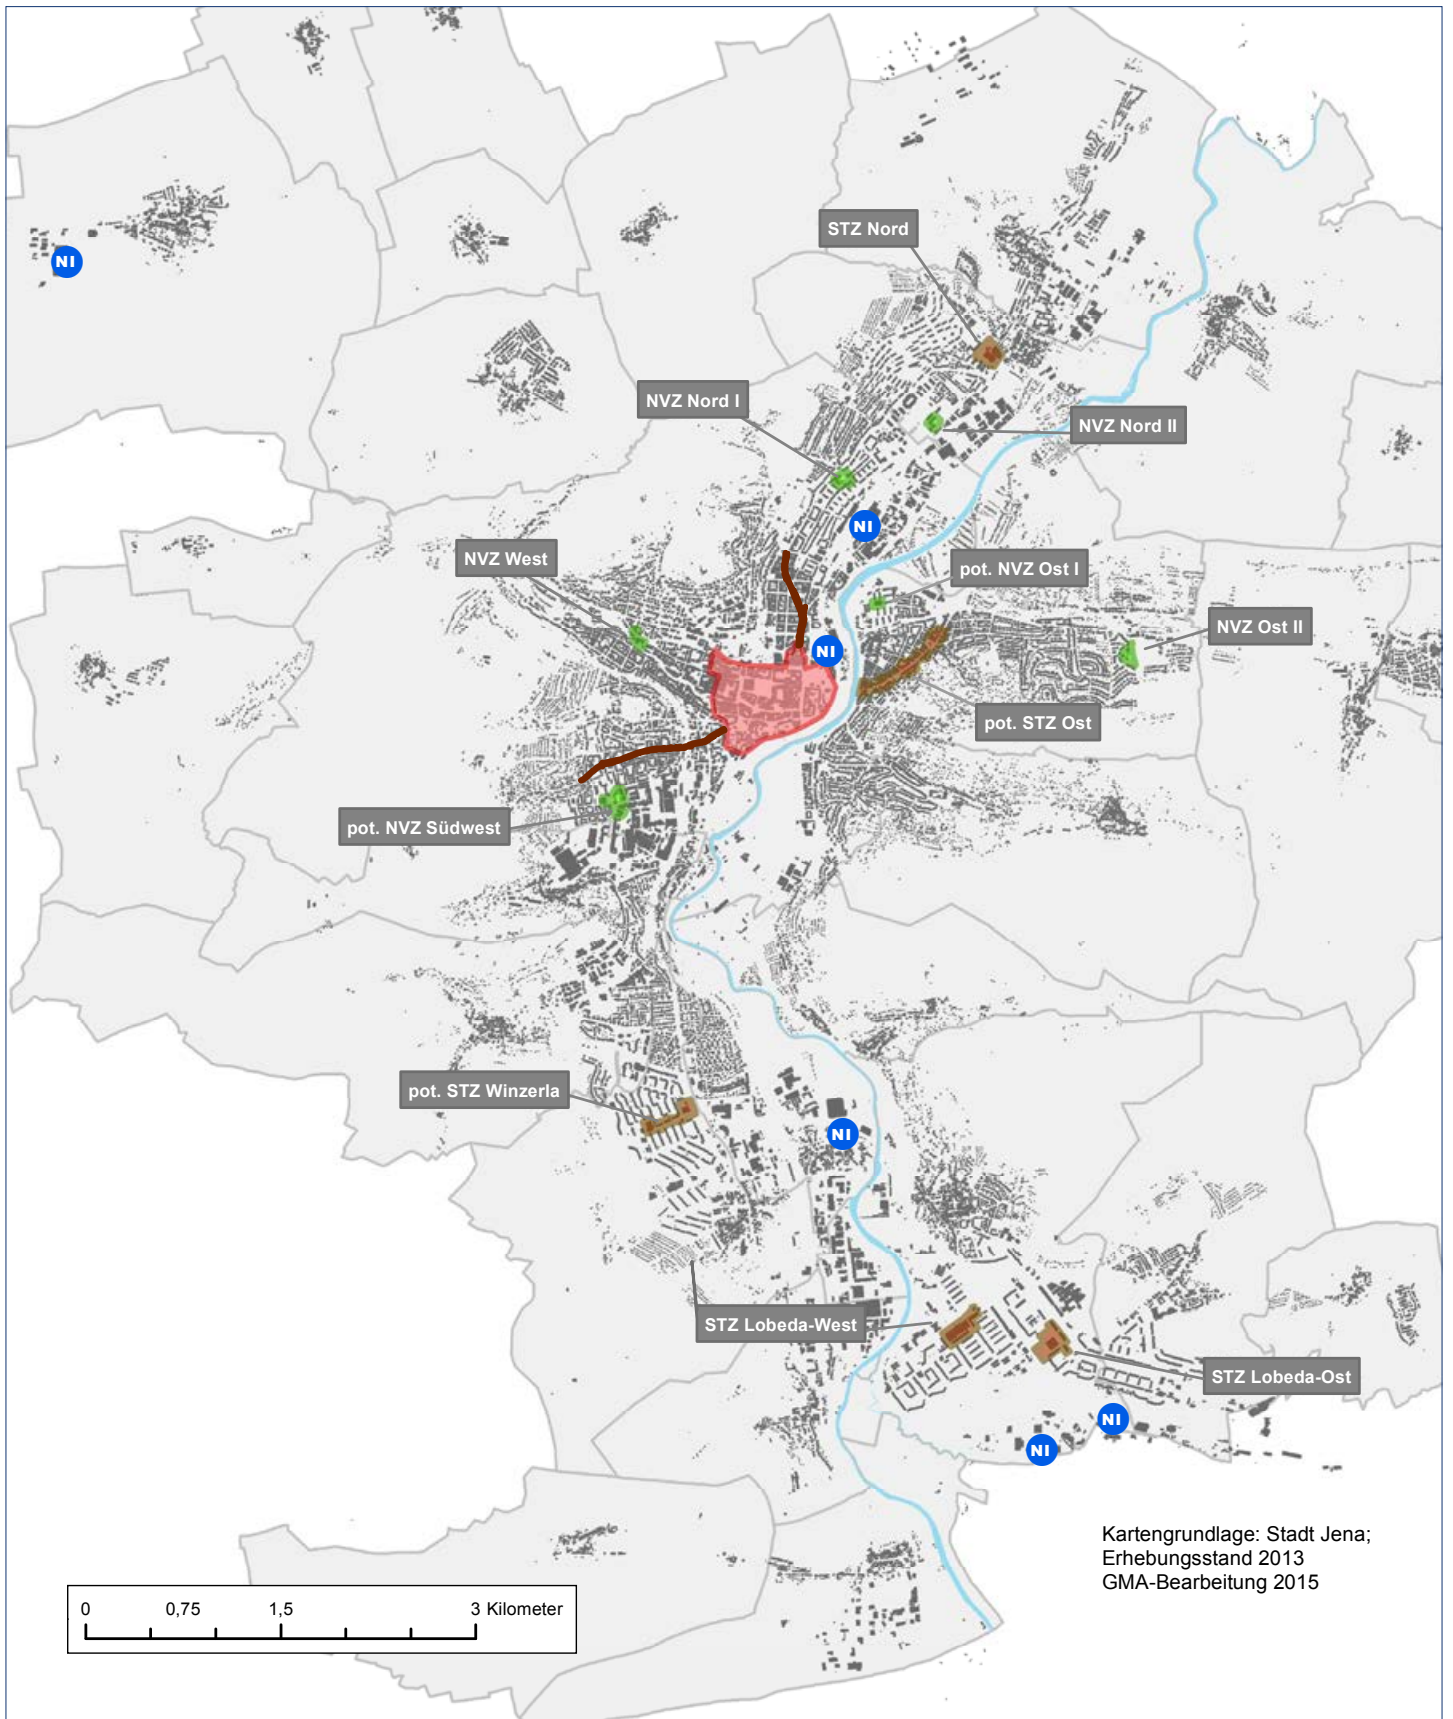 STZ Nord
NI
NVZ Nord I
NVZ Nord II
NI
NVZ West
pot. NVZ Ost I
NVZ Ost II
NI
pot. STZ Ost
pot. NVZ Südwest
pot. STZ Winzerla
NI
STZ Lobeda-West
STZ Lobeda-Ost
NI
NI
Kartengrundlage: Stadt Jena;
Erhebungsstand 2013
GMA-Bearbeitung 2015
0 0,75 1,5 3 Kilometer